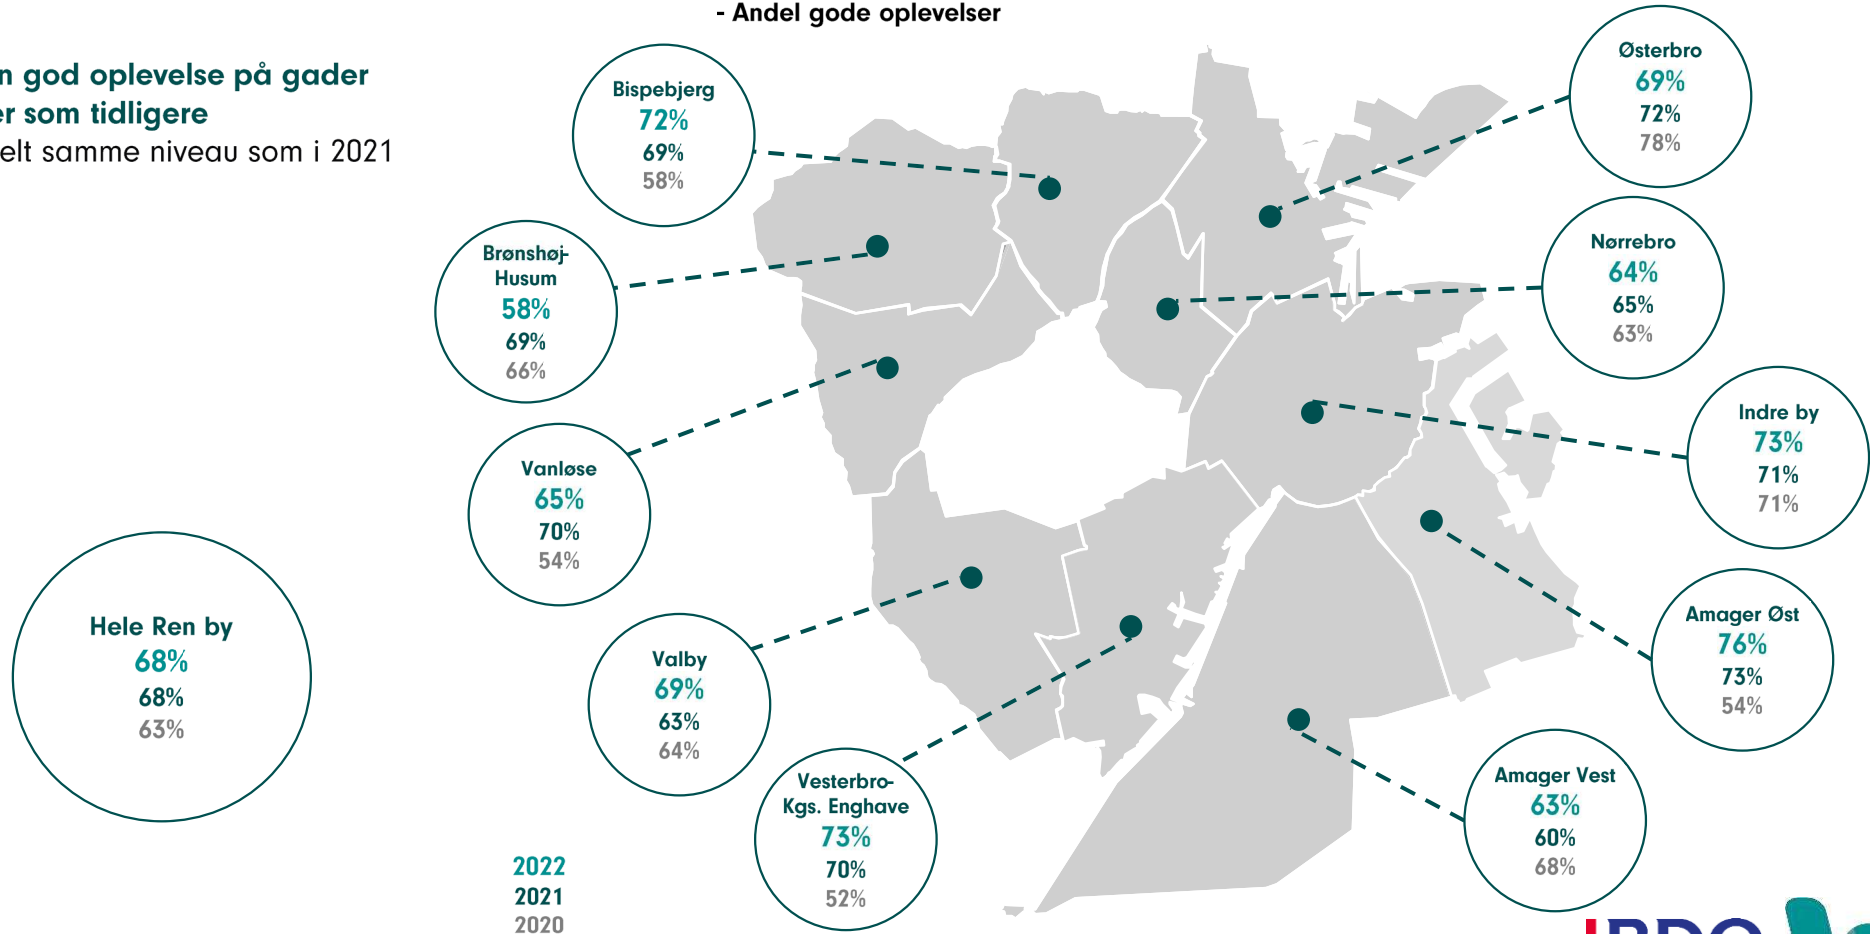 - Andel gode oplevelser
n god oplevelse på gader
er som tidligere
elt samme niveau som i 2021
Bispebjerg
72%
69%
58%
Østerbro
69%
72%
78%
Brønshøj-
Husum
58%
69%
66%
Nørrebro
64%
65%
63%
Vanløse
65%
70%
54%
Indre by
73%
71%
71%
Hele Ren by
68%
68%
63%
Valby
69%
63%
64%
Amager Øst
76%
73%
54%
Vesterbro-
Kgs. Enghave
73%
70%
52%
Amager Vest
63%
60%
68%
2022
2021
2020
BDO